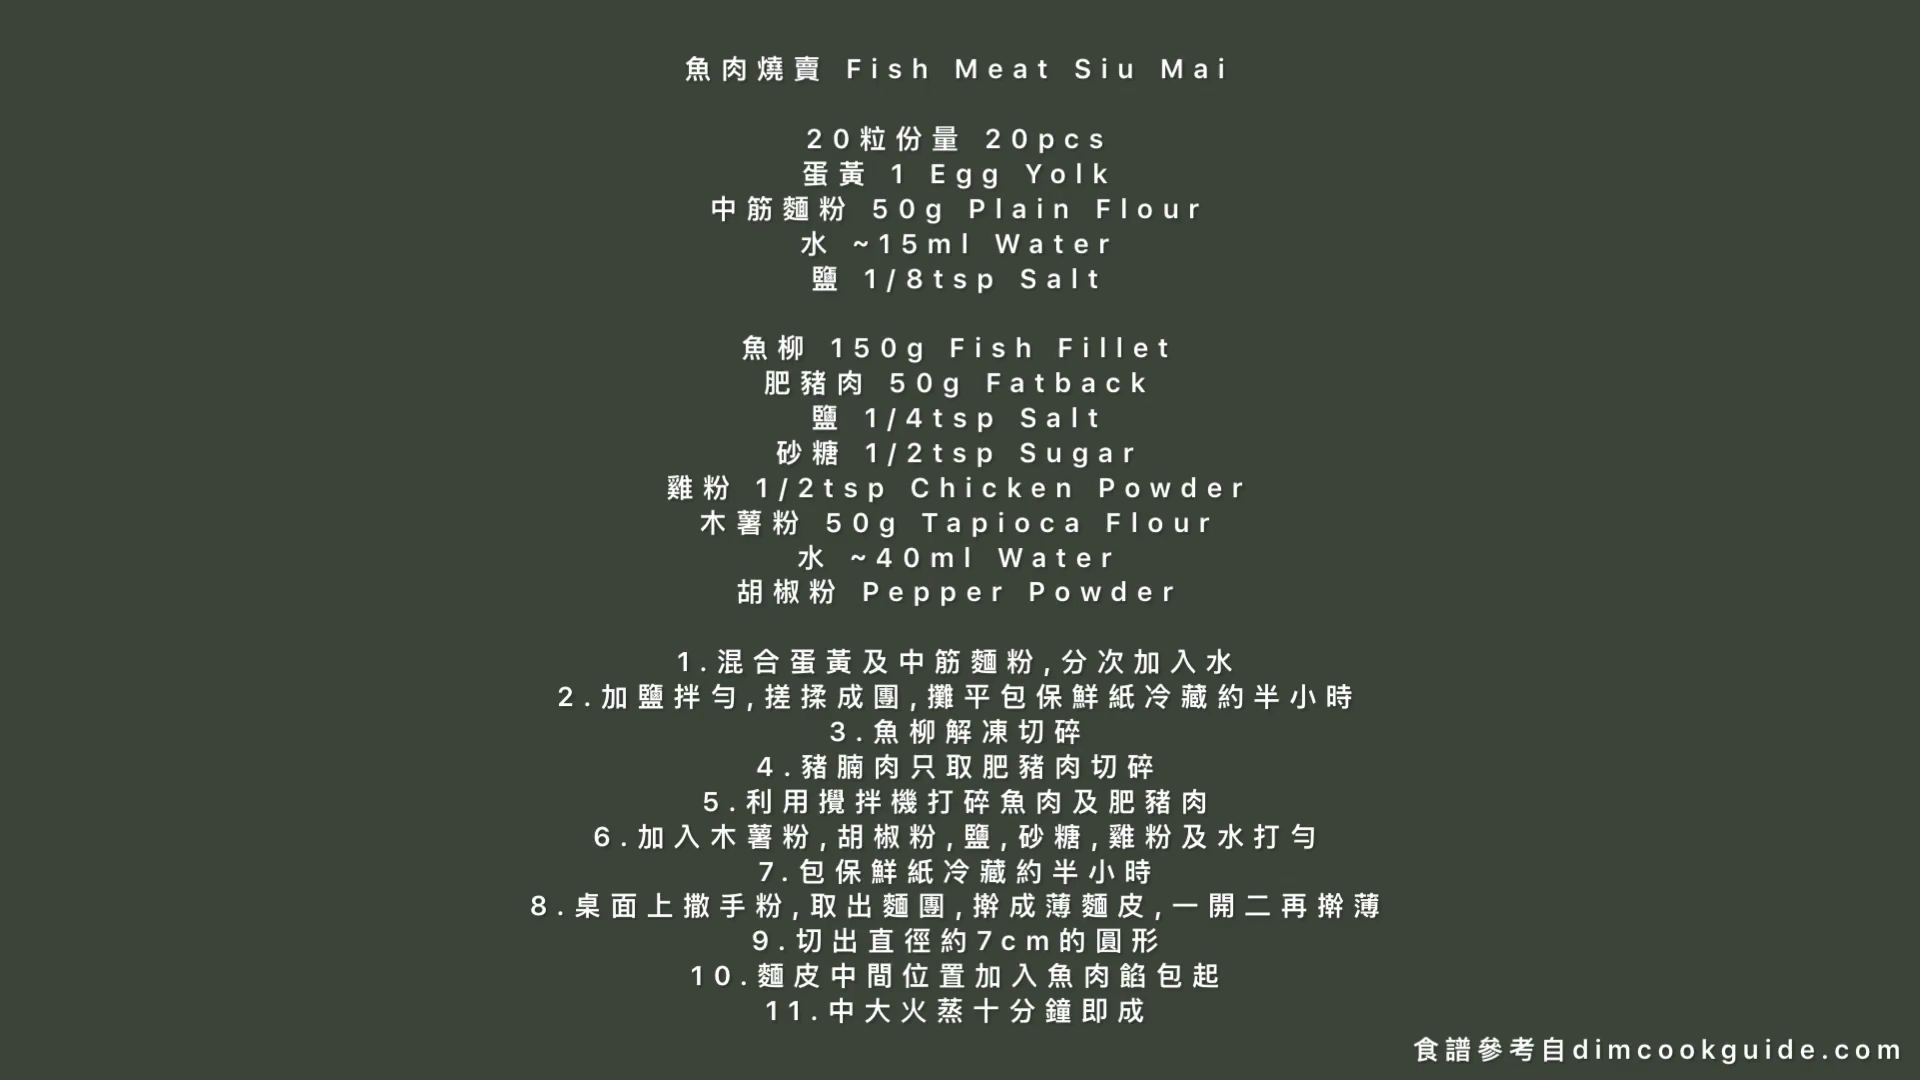 魚肉燒賣 Fish Meat Siu Mai
20粒份量 20pcs
蛋黃 1 Egg Yolk
中筋麵粉 50g Plain Flour
水 ~15ml Water
鹽 1/8tsp Salt
魚柳 150g Fish Fillet
肥豬肉 50g Fatback
鹽 1/4tsp Salt
砂糖 1/2tsp Sugar
雞粉 1/2tsp Chicken Powder
木薯粉 50g Tapioca Flour
水 ~40ml Water
胡椒粉 Pepper Powder
1.混合蛋黃及中筋麵粉,分次加入水
2.加鹽拌勻,搓揉成團,攤平包保鮮紙冷藏約半小時
3.魚柳解凍切碎
4.豬腩肉只取肥豬肉切碎
5.利用攪拌機打碎魚肉及肥豬肉
6.加入木薯粉,胡椒粉,鹽,砂糖,雞粉及水打勻
7.包保鮮紙冷藏約半小時
8.桌面上撒手粉,取出麵團,擀成薄麵皮,一開二再擀薄
9.切出直徑約7cm的圓形
10.麵皮中間位置加入魚肉餡包起
11.中大火蒸十分鐘即成
食譜參考自dimcookguide.com